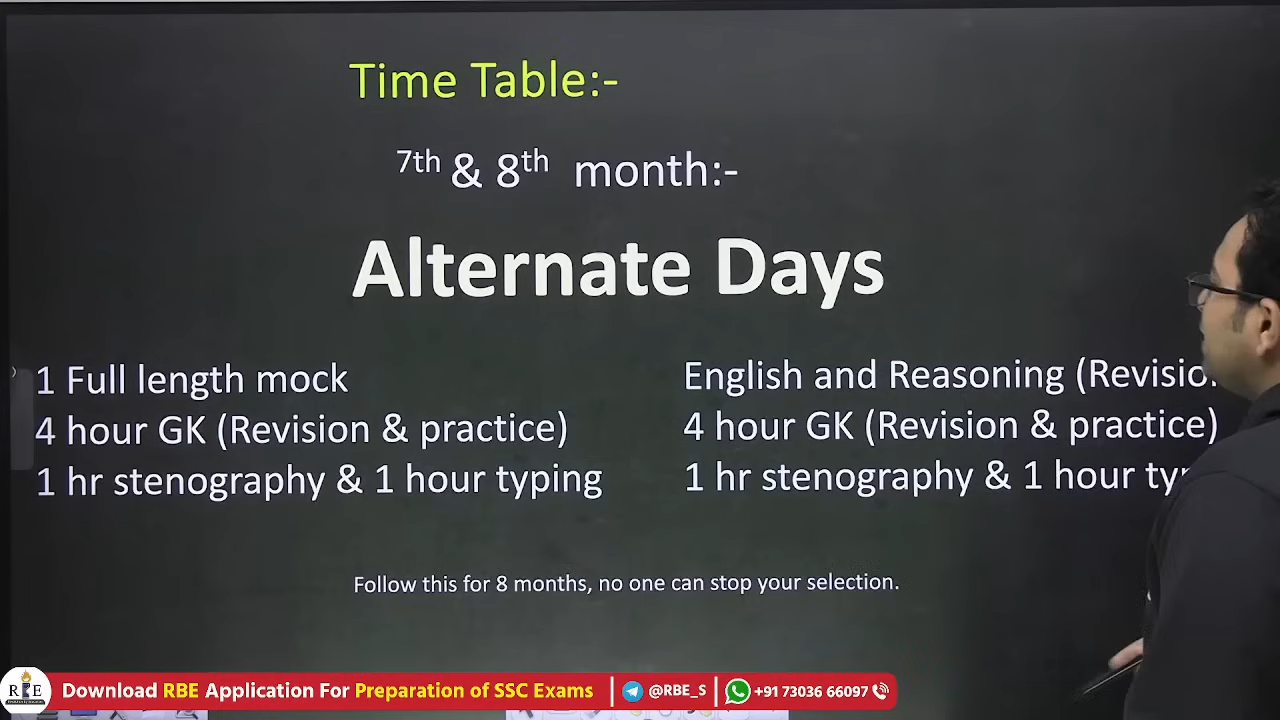 Time Table:-
7th & 8th month:-
Alternate Days
1 Full length mock
4 hour GK (Revision & practice)
1 hr stenography & 1 hour typing
English and Reasoning
4 hour GK (Revision & practice)
1 hr stenography & 1 hour
Follow this for 8 months, no one can stop your selection.
RBE
Download RBE Application For Preparation of SSC Exams
@RBE_S
+91 73036 66097